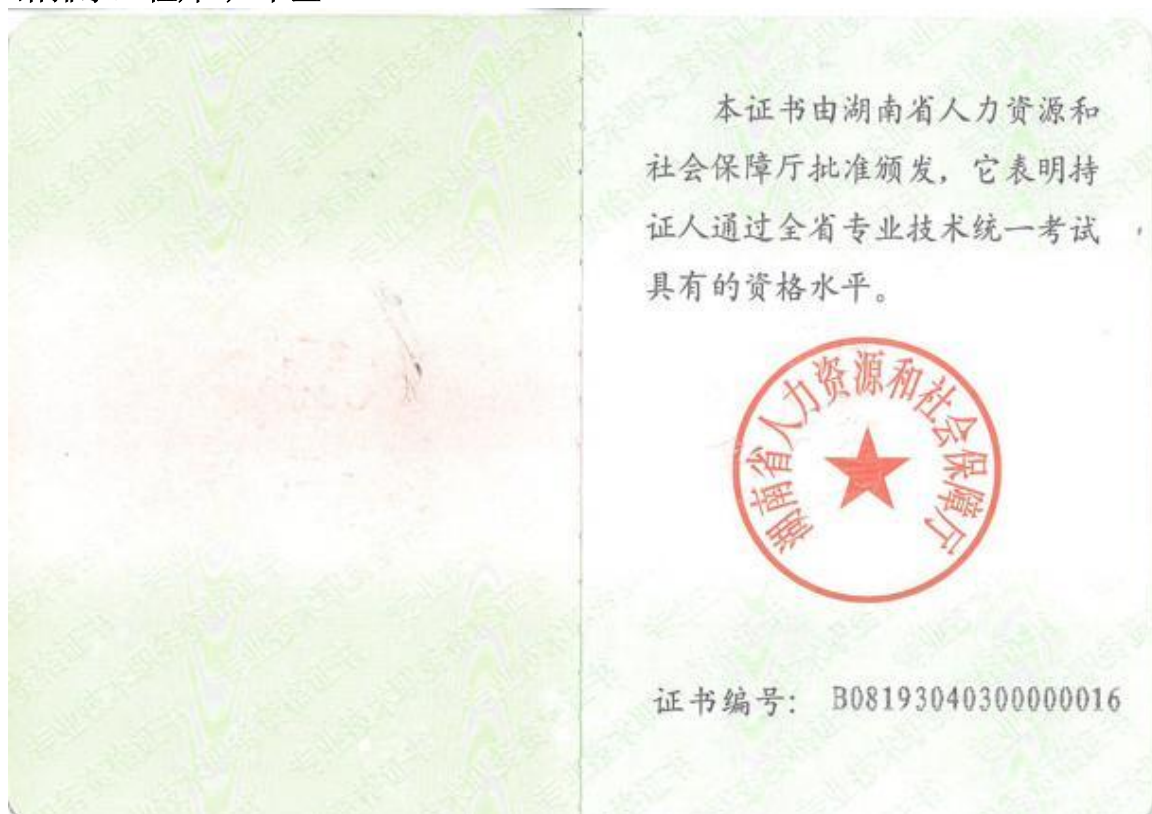 本证书由湖南省人力资源和
社会保障厅批准颁发，它表明持
证人通过全省专业技术统一考试
具有的资格水平。
湖南省人力资源和社会保障厅
证书编号： B08193040300000016